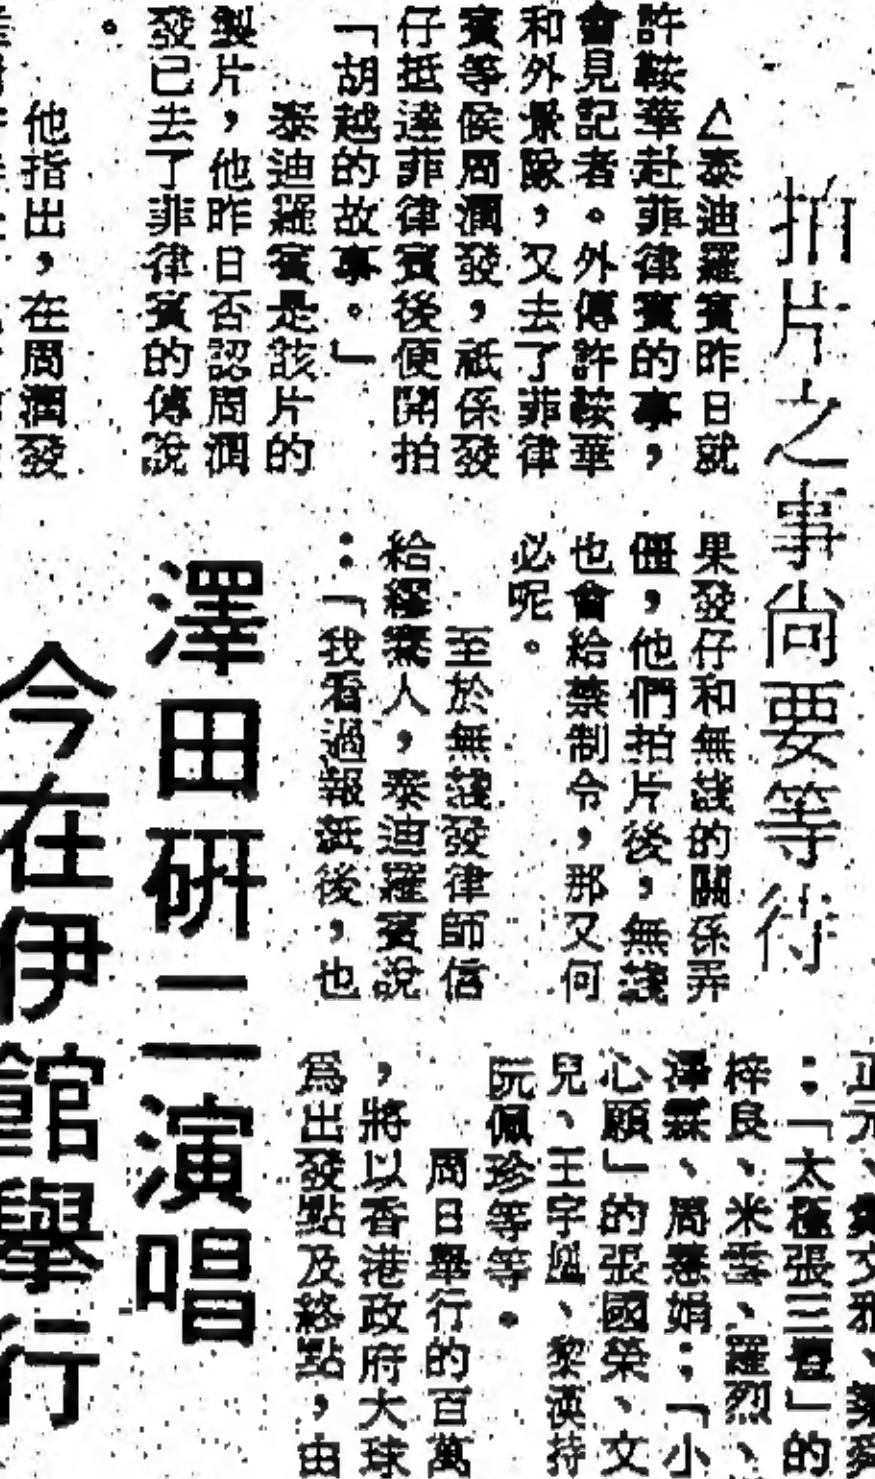 拍片之事尚要等待
△泰迪羅賓昨日就
許鞍華赴菲律賓的事，
會見記者。外傳許鞍華
和外景隊，又去了菲律
賓等候周潤發，祇係發
仔抵達菲律賓後便開拍
「胡越的故事。」
泰迪羅賓是該片的
製片，他昨日否認周潤
發已去了菲律賓的傳說
。
他指出，在周潤發
果發仔和無綫的關係弄
僵，他們拍片後，無綫
也會給禁制令，那又何
必呢。
至於無綫發律師信
給繆騫人，泰迪羅賓說
：「我看過報紙後，也
澤田研二演唱
今在伊館舉行
正元、文雅、
：「太極張三豐」的
梓良、米雪、羅烈、
澤霖、周慧娟；「小
心願」的張國榮、文
兒、王宇、黎漢持
阮佩珍等等。
周日舉行的百萬
，將以香港政府大球
爲出發點及終點，由